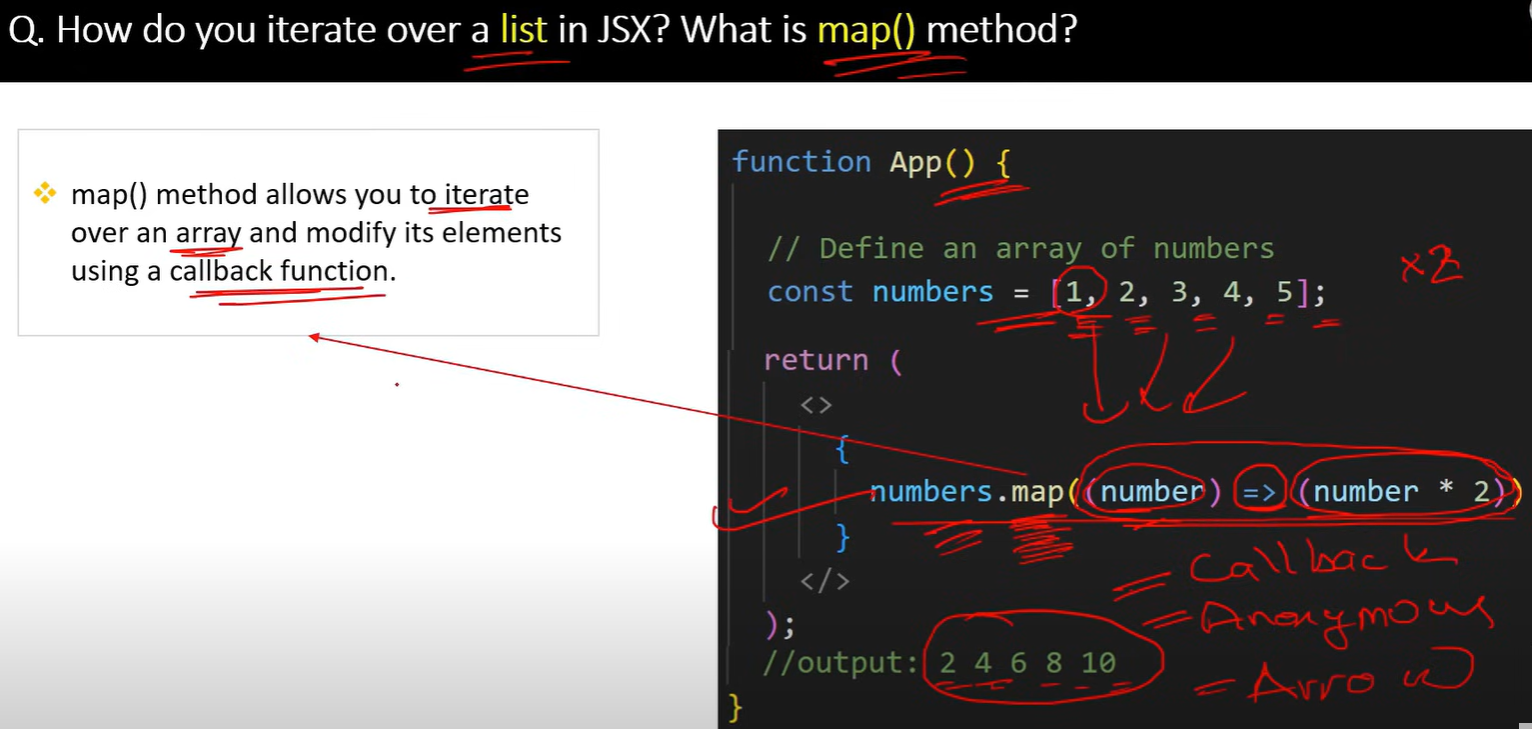 Q. How do you iterate over a list in JSX? What is map() method?
map() method allows you to iterate
over an array and modify its elements
using a callback function.
function App() {
// Define an array of numbers
const numbers = [1, 2, 3, 4, 5];
×2
return (
<>
{
numbers.map((number) => (number * 2))
}
</>
);
//output: 2 4 6 8 10
}
= Callback
= Anonymous
= Arrow